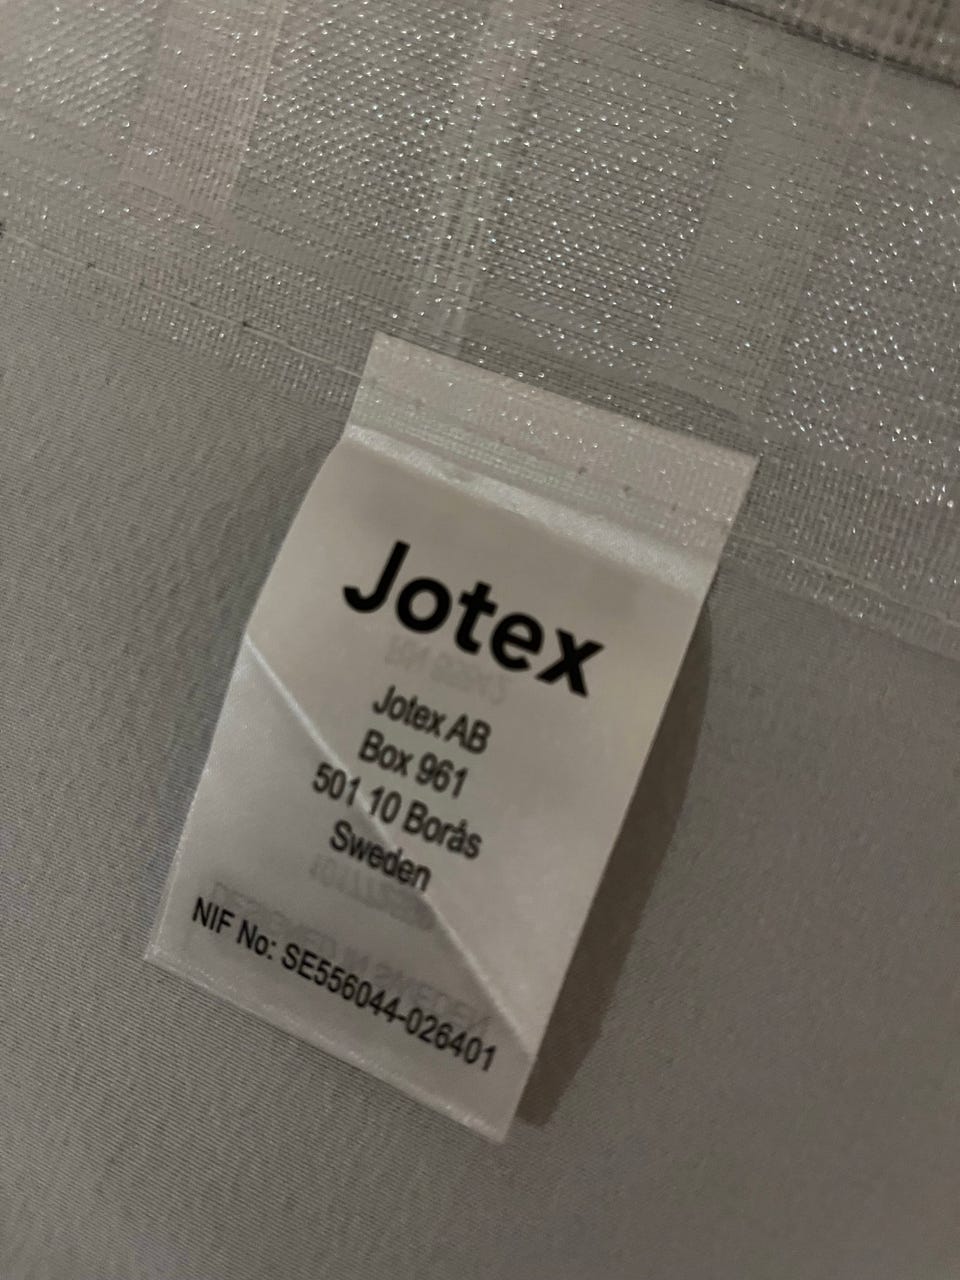 Jotex
Jotex AB
Box 961
501 10 Borås
Sweden
NIF No: SE556044-026401